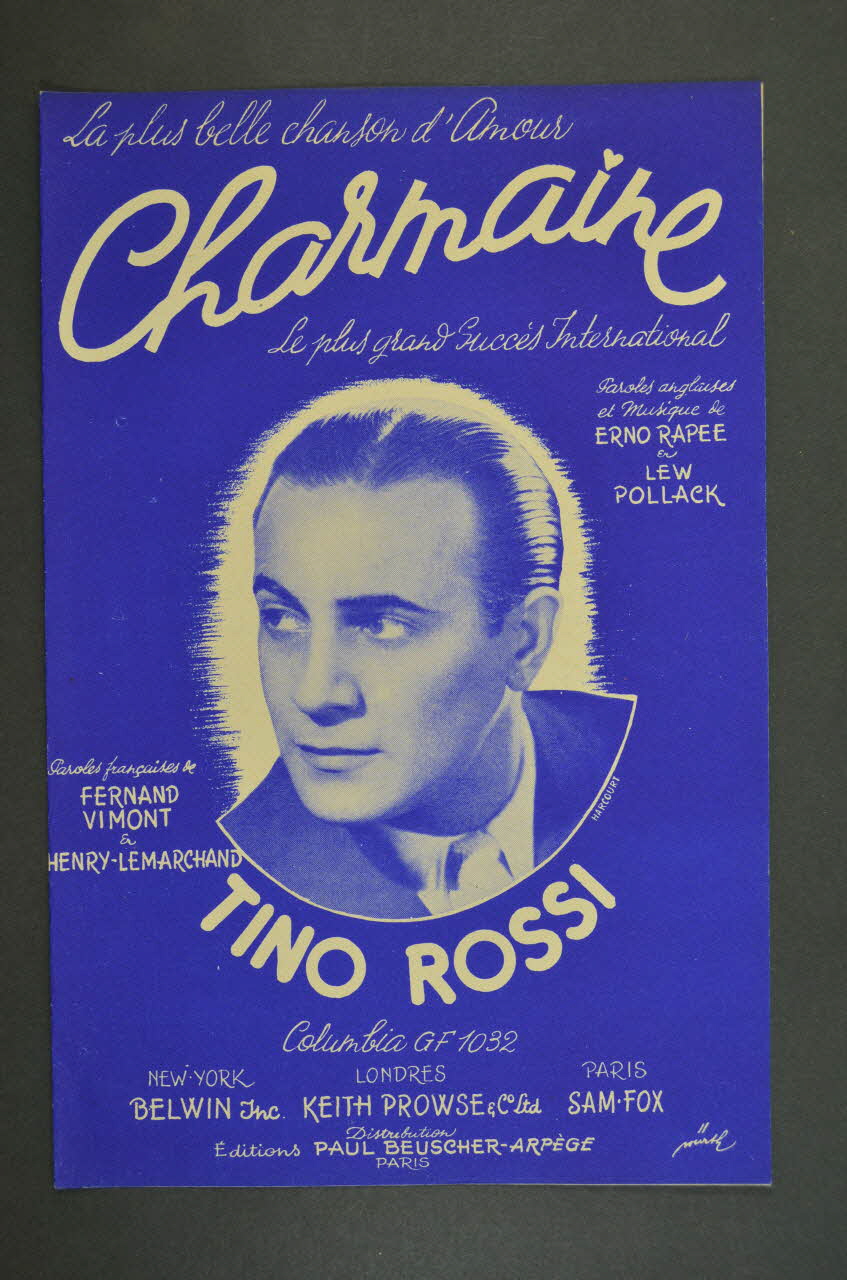 La plus belle chanson d'Amour
Charmaine
Le plus grand Succès International
Paroles anglaises
et Musique de
ERNO RAPEE
&
LEW
POLLACK
Paroles françaises de
FERNAND
VIMONT
&
HENRY-LEMARCHAND
HARCOURT
TINO ROSSI
Columbia GF 1032
NEW-YORK
BELWIN Inc.
LONDRES
KEITH PROWSE & Co Ltd
PARIS
SAM-FOX
Distribution
Éditions PAUL BEUSCHER-ARPÈGE
PARIS
würth